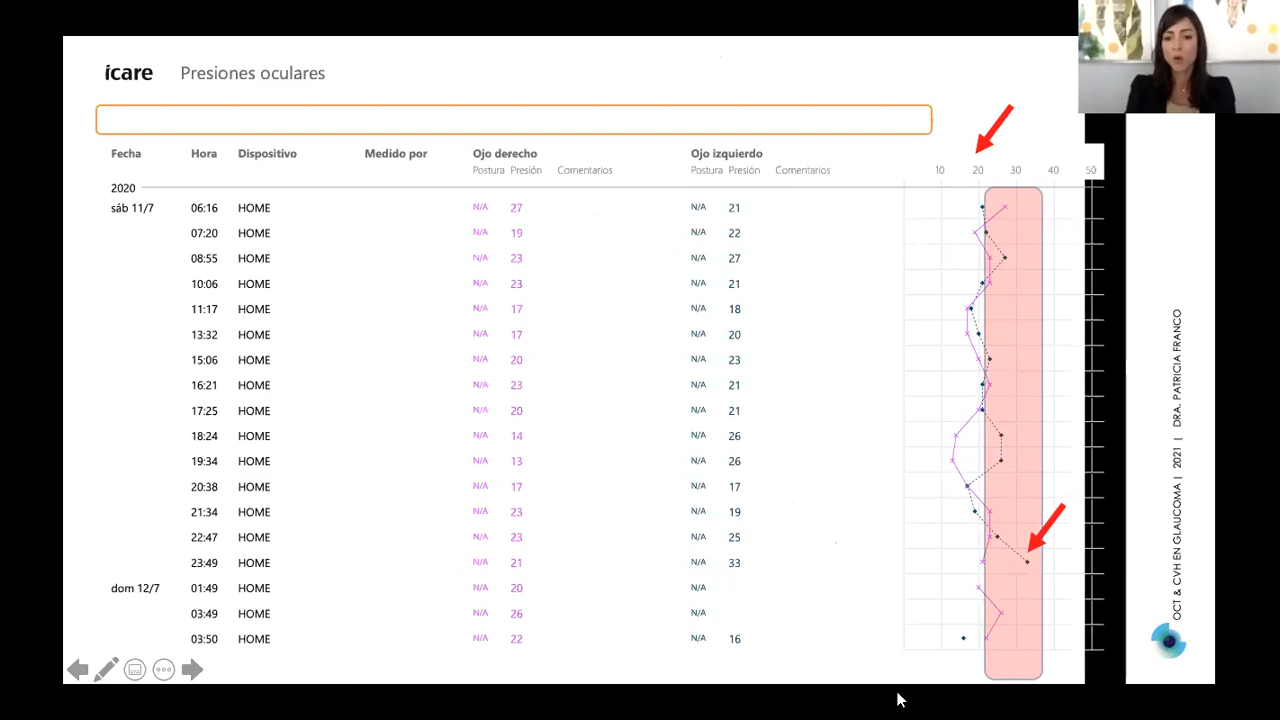 icare Presiones oculares
Fecha Hora Dispositivo Medido por Ojo derecho Ojo izquierdo
Postura Presión Comentarios Postura Presión Comentarios 10 20 30 40 50
2020
sáb 11/7 06:16 HOME N/A 27 N/A 21
07:20 HOME N/A 19 N/A 22
08:55 HOME N/A 23 N/A 27
10:06 HOME N/A 23 N/A 21
11:17 HOME N/A 17 N/A 18
13:32 HOME N/A 17 N/A 20
15:06 HOME N/A 20 N/A 23
16:21 HOME N/A 23 N/A 21
17:25 HOME N/A 20 N/A 21
18:24 HOME N/A 14 N/A 26
19:34 HOME N/A 13 N/A 26
20:38 HOME N/A 17 N/A 17
21:34 HOME N/A 23 N/A 19
22:47 HOME N/A 23 N/A 25
23:49 HOME N/A 21 N/A 33
dom 12/7 01:49 HOME N/A 20 N/A
03:49 HOME N/A 26 N/A
03:50 HOME N/A 22 N/A 16
OCT & CVH EN GLAUCOMA | 2021 | DRA. PATRICIA FRANCO